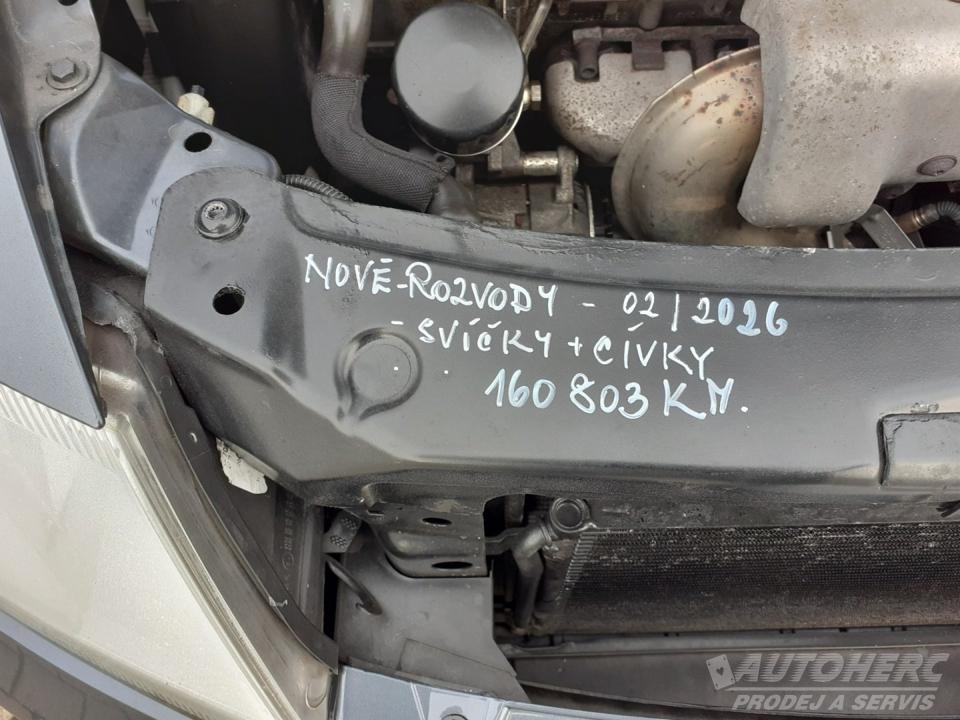 NOVÉ-ROZVODY - 02/2026
- SVÍČKY + CÍVKY
160 803 KM.
AUTOHERC
PRODEJ A SERVIS